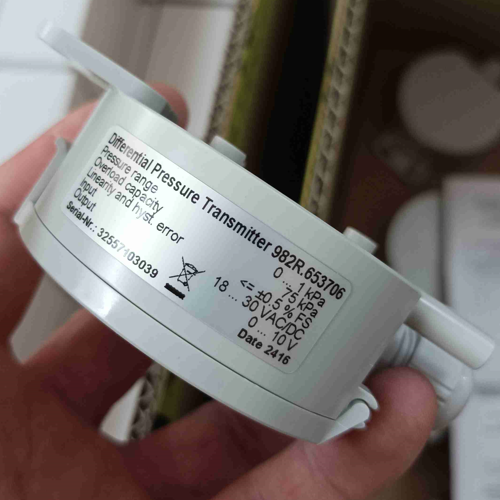 Differential Pressure Transmitter 982R.653706
Pressure range 0 ... 1 kPa
Overload capacity 75 kPa
Linearity and hyst. error <= ±0.5 % FS
Input 18 ... 30 VAC/DC
Output 0 ... 10 V
Serial-Nr.: 32557103039 Date 2416